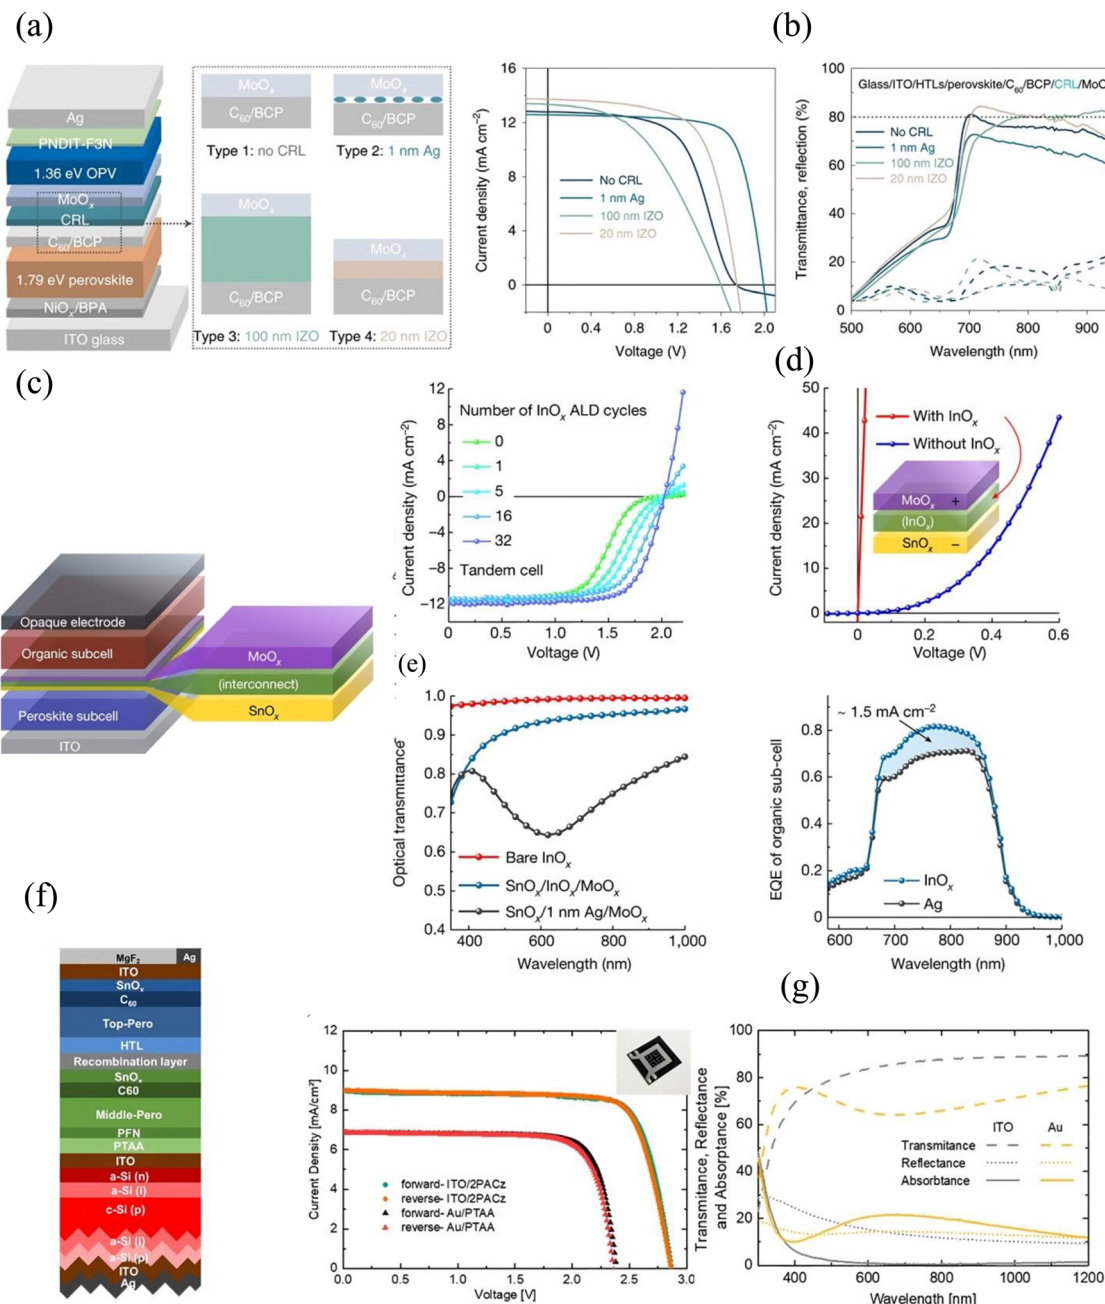 (a)
Ag
PNDIT-F3N
1.36 eV OPV
MoOₓ
CRL
C₆₀/BCP
1.79 eV perovskite
NiOₓ/BPA
ITO glass
MoOₓ
C₆₀/BCP
Type 1: no CRL
MoOₓ
C₆₀/BCP
Type 2: 1 nm Ag
MoOₓ
C₆₀/BCP
Type 3: 100 nm IZO
MoOₓ
C₆₀/BCP
Type 4: 20 nm IZO
Current density (mA cm⁻²)
16
12
8
4
0
No CRL
1 nm Ag
100 nm IZO
20 nm IZO
0 0.4 0.8 1.2 1.6 2.0
Voltage (V)
(b)
Transmittance, reflection (%)
100
90
80
70
60
50
40
30
20
10
0
Glass/ITO/HTLs/perovskite/C₆₀/BCP/CRL/MoO
No CRL
1 nm Ag
100 nm IZO
20 nm IZO
500 600 700 800 900
Wavelength (nm)
(c)
Opaque electrode
Organic subcell
Peroskite subcell
ITO
MoOₓ
(interconnect)
SnOₓ
Current density (mA cm⁻²)
12
8
4
0
−4
−8
−12
Number of InOₓ ALD cycles
0
1
5
16
32
Tandem cell
0 0.5 1.0 1.5 2.0
Voltage (V)
(d)
Current density (mA cm⁻²)
50
40
30
20
10
0
With InOₓ
Without InOₓ
MoOₓ +
(InOₓ)
SnOₓ −
0 0.2 0.4 0.6
Voltage (V)
(e)
Optical transmittance
1.0
0.9
0.8
0.7
0.6
0.5
0.4
Bare InOₓ
SnOₓ/InOₓ/MoOₓ
SnOₓ/1 nm Ag/MoOₓ
400 600 800 1,000
Wavelength (nm)
EQE of organic sub-cell
0.8
0.6
0.4
0.2
0
~ 1.5 mA cm⁻²
InOₓ
Ag
600 700 800 900 1,000
Wavelength (nm)
(f)
MgF₂
Ag
ITO
SnOₓ
C₆₀
Top-Pero
HTL
Recombination layer
SnOₓ
C60
Middle-Pero
PFN
PTAA
ITO
a-Si (n)
a-Si (i)
c-Si (p)
a-Si (i)
a-Si (p)
ITO
Ag
Current Density [mA/cm²]
12
10
8
6
4
2
0
forward- ITO/2PACz
reverse- ITO/2PACz
forward- Au/PTAA
reverse- Au/PTAA
0.0 0.5 1.0 1.5 2.0 2.5 3.0
Voltage [V]
(g)
Transmitance, Reflectance
and Absorptance [%]
100
80
60
40
20
0
ITO Au
Transmitance
Reflectance
Absorbtance
400 600 800 1000 1200
Wavelength [nm]